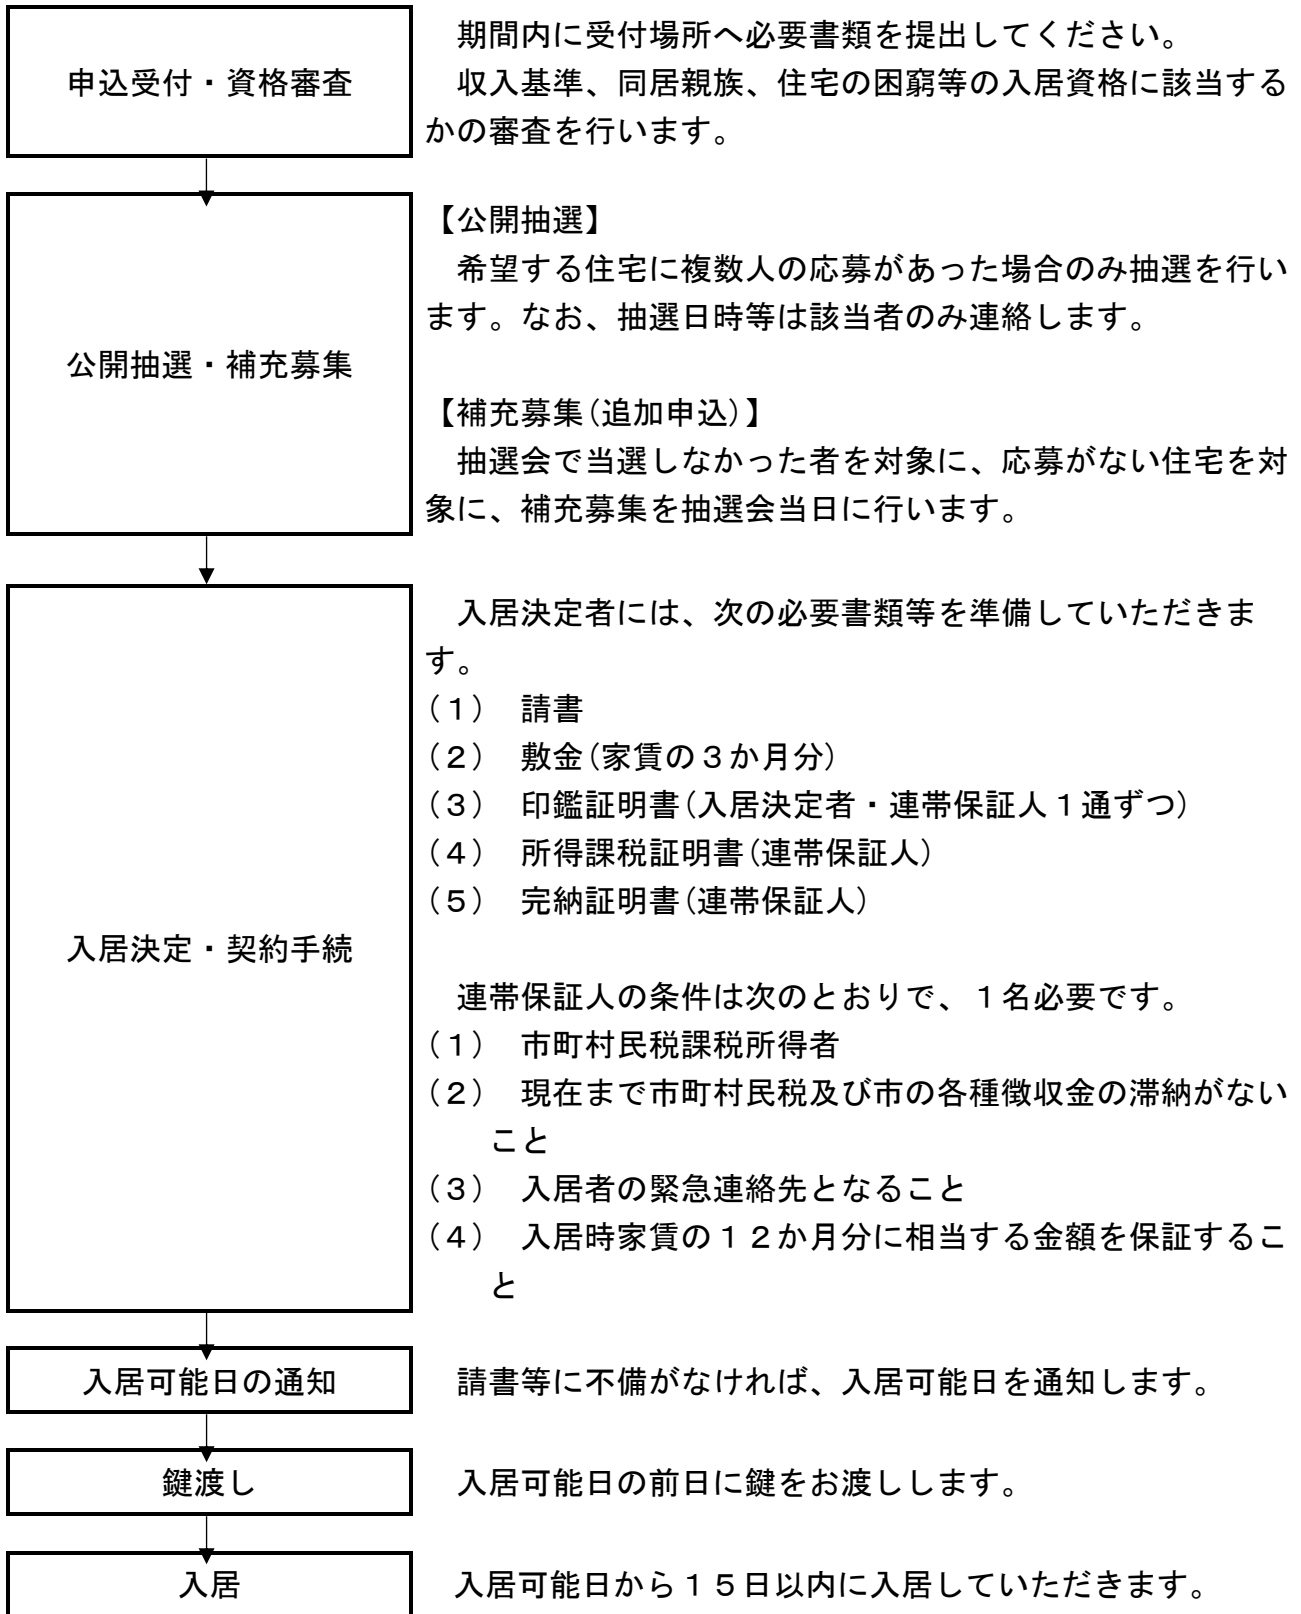 申込受付・資格審査
　期間内に受付場所へ必要書類を提出してください。
　収入基準、同居親族、住宅の困窮等の入居資格に該当する
かの審査を行います。
公開抽選・補充募集
【公開抽選】
　希望する住宅に複数人の応募があった場合のみ抽選を行い
ます。なお、抽選日時等は該当者のみ連絡します。
【補充募集(追加申込)】
　抽選会で当選しなかった者を対象に、応募がない住宅を対
象に、補充募集を抽選会当日に行います。
入居決定・契約手続
　入居決定者には、次の必要書類等を準備していただきま
す。
(１)　請書
(２)　敷金(家賃の３か月分)
(３)　印鑑証明書(入居決定者・連帯保証人１通ずつ)
(４)　所得課税証明書(連帯保証人)
(５)　完納証明書(連帯保証人)
　連帯保証人の条件は次のとおりで、１名必要です。
(１)　市町村民税課税所得者
(２)　現在まで市町村民税及び市の各種徴収金の滞納がない
こと
(３)　入居者の緊急連絡先となること
(４)　入居時家賃の１２か月分に相当する金額を保証するこ
と
入居可能日の通知
　請書等に不備がなければ、入居可能日を通知します。
鍵渡し
　入居可能日の前日に鍵をお渡しします。
入居
　入居可能日から１５日以内に入居していただきます。